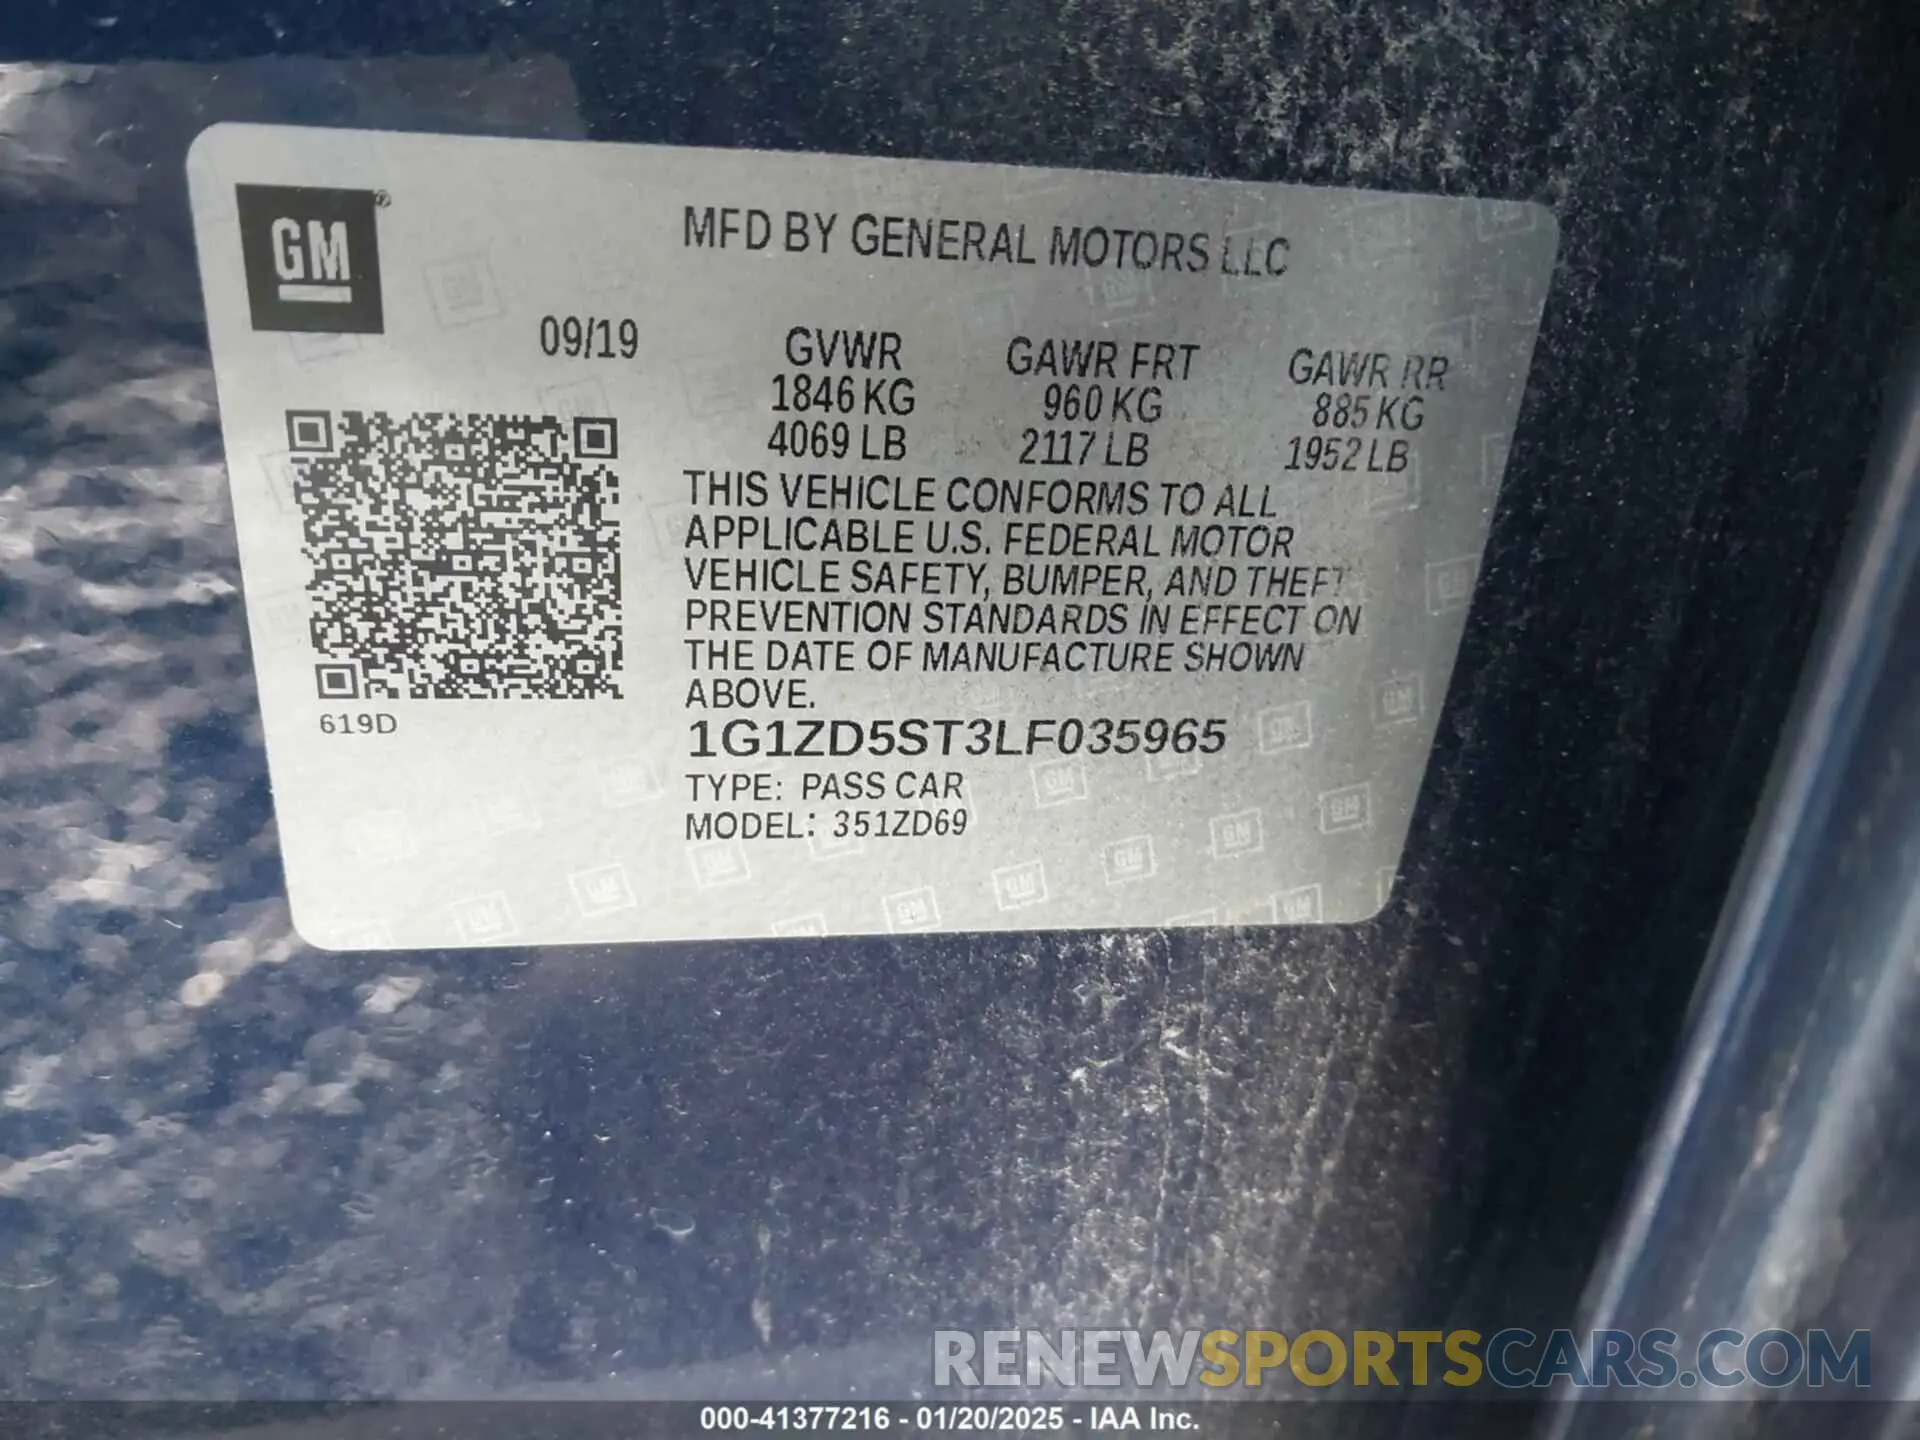 GM®
MFD BY GENERAL MOTORS LLC
09/19
GVWR GAWR FRT GAWR RR
1846 KG 960 KG 885 KG
4069 LB 2117 LB 1952 LB
THIS VEHICLE CONFORMS TO ALL
APPLICABLE U.S. FEDERAL MOTOR
VEHICLE SAFETY, BUMPER, AND THEFT
PREVENTION STANDARDS IN EFFECT ON
THE DATE OF MANUFACTURE SHOWN
ABOVE.
619D
1G1ZD5ST3LF035965
TYPE: PASS CAR
MODEL: 351ZD69
RENEWSPORTSCARS.COM
000-41377216 - 01/20/2025 - IAA Inc.